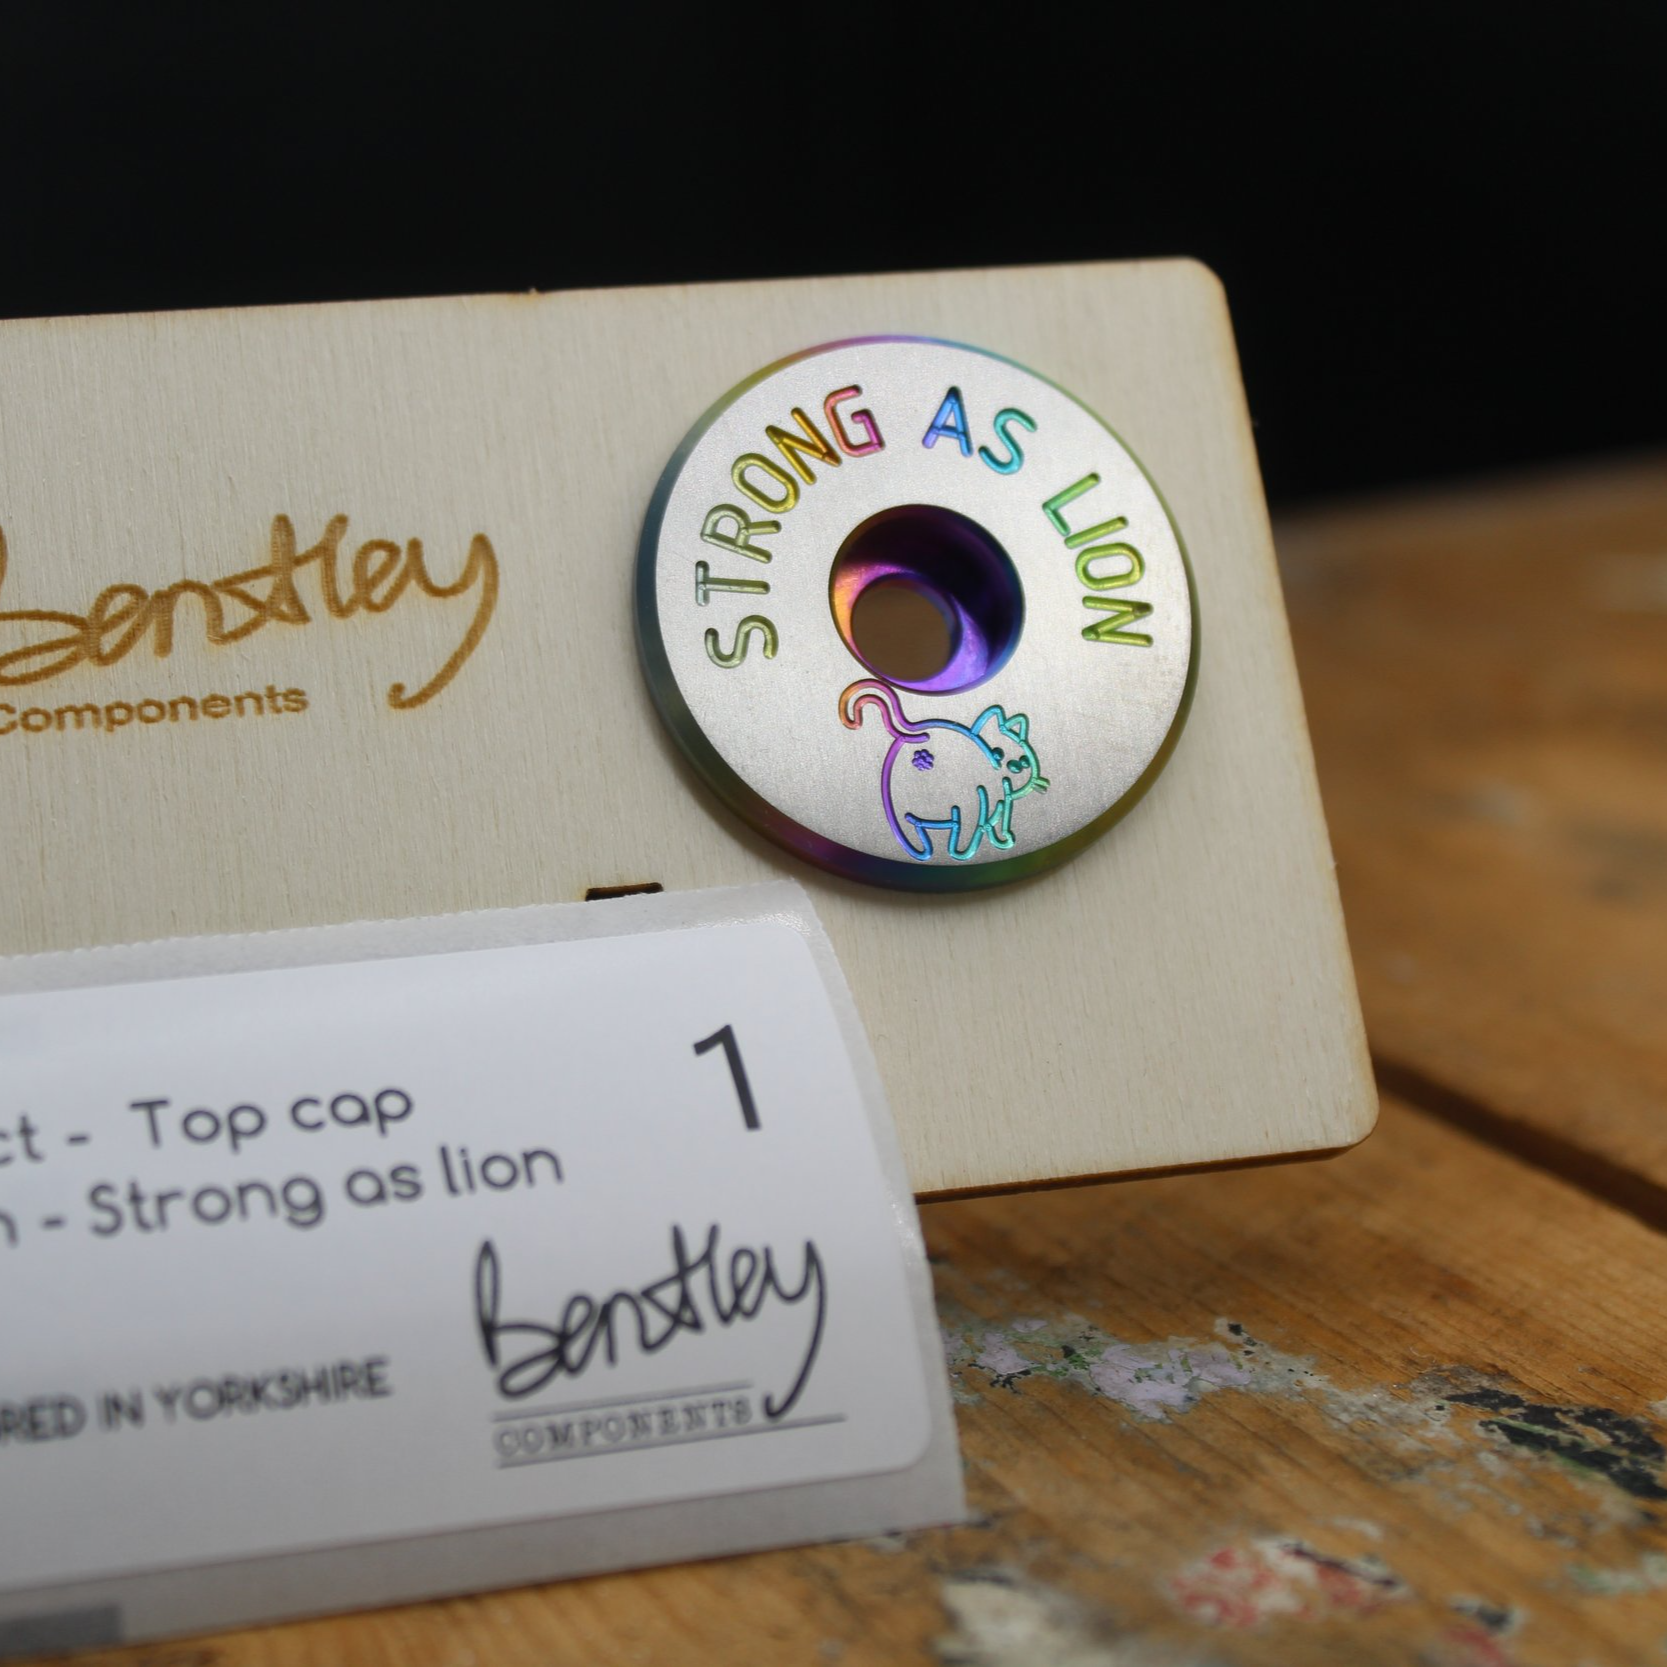 STRONG AS LION
Bentley
Components
ct - Top cap
1
n - Strong as lion
Bentley
COMPONENTS
RED IN YORKSHIRE